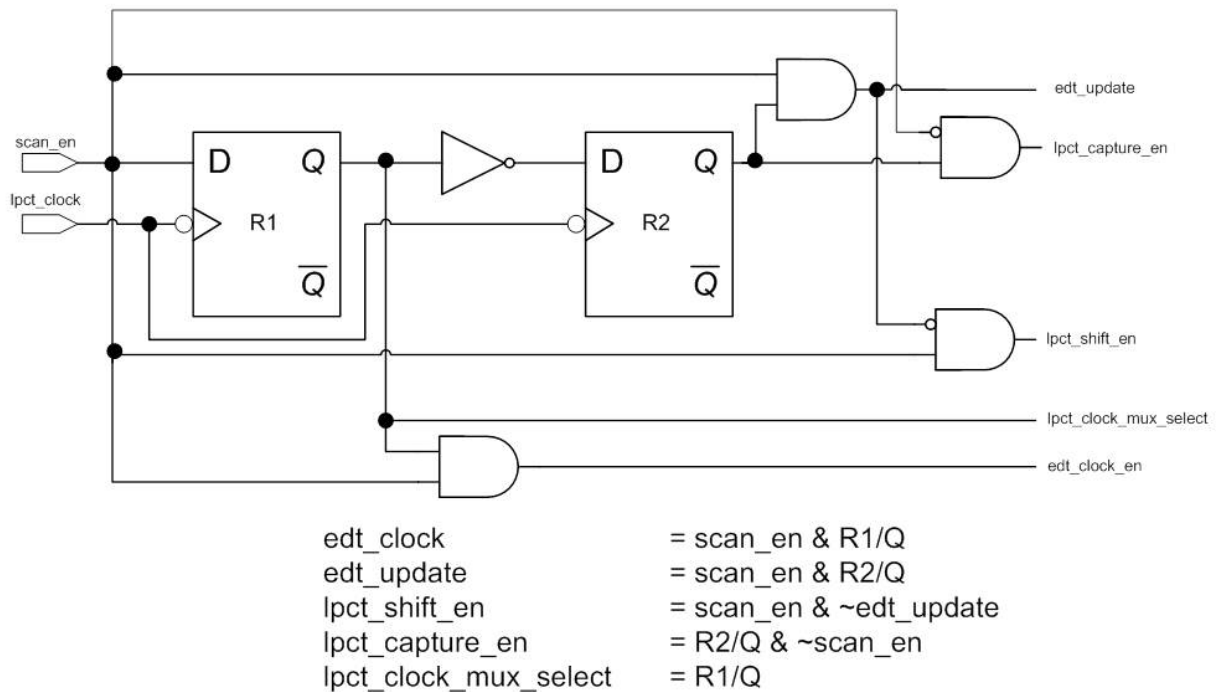 edt_update
scan_en
lpct_capture_en
D Q
D Q
lpct_clock
R1
R2
Q
Q
lpct_shift_en
lpct_clock_mux_select
edt_clock_en
edt_clock = scan_en & R1/Q
edt_update = scan_en & R2/Q
lpct_shift_en = scan_en & ~edt_update
lpct_capture_en = R2/Q & ~scan_en
lpct_clock_mux_select = R1/Q